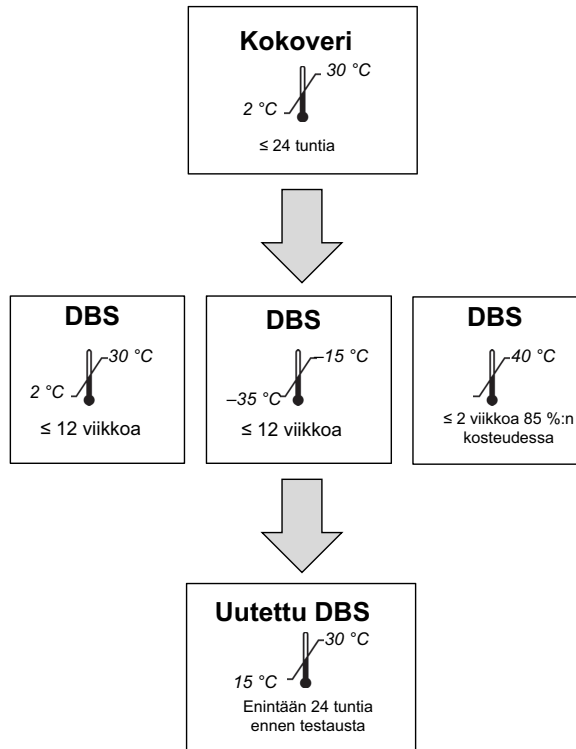 Kokoveri
30 °C
2 °C
≤ 24 tuntia
DBS
30 °C
2 °C
≤ 12 viikkoa
DBS
–15 °C
–35 °C
≤ 12 viikkoa
DBS
40 °C
≤ 2 viikkoa 85 %:n
kosteudessa
Uutettu DBS
30 °C
15 °C
Enintään 24 tuntia
ennen testausta